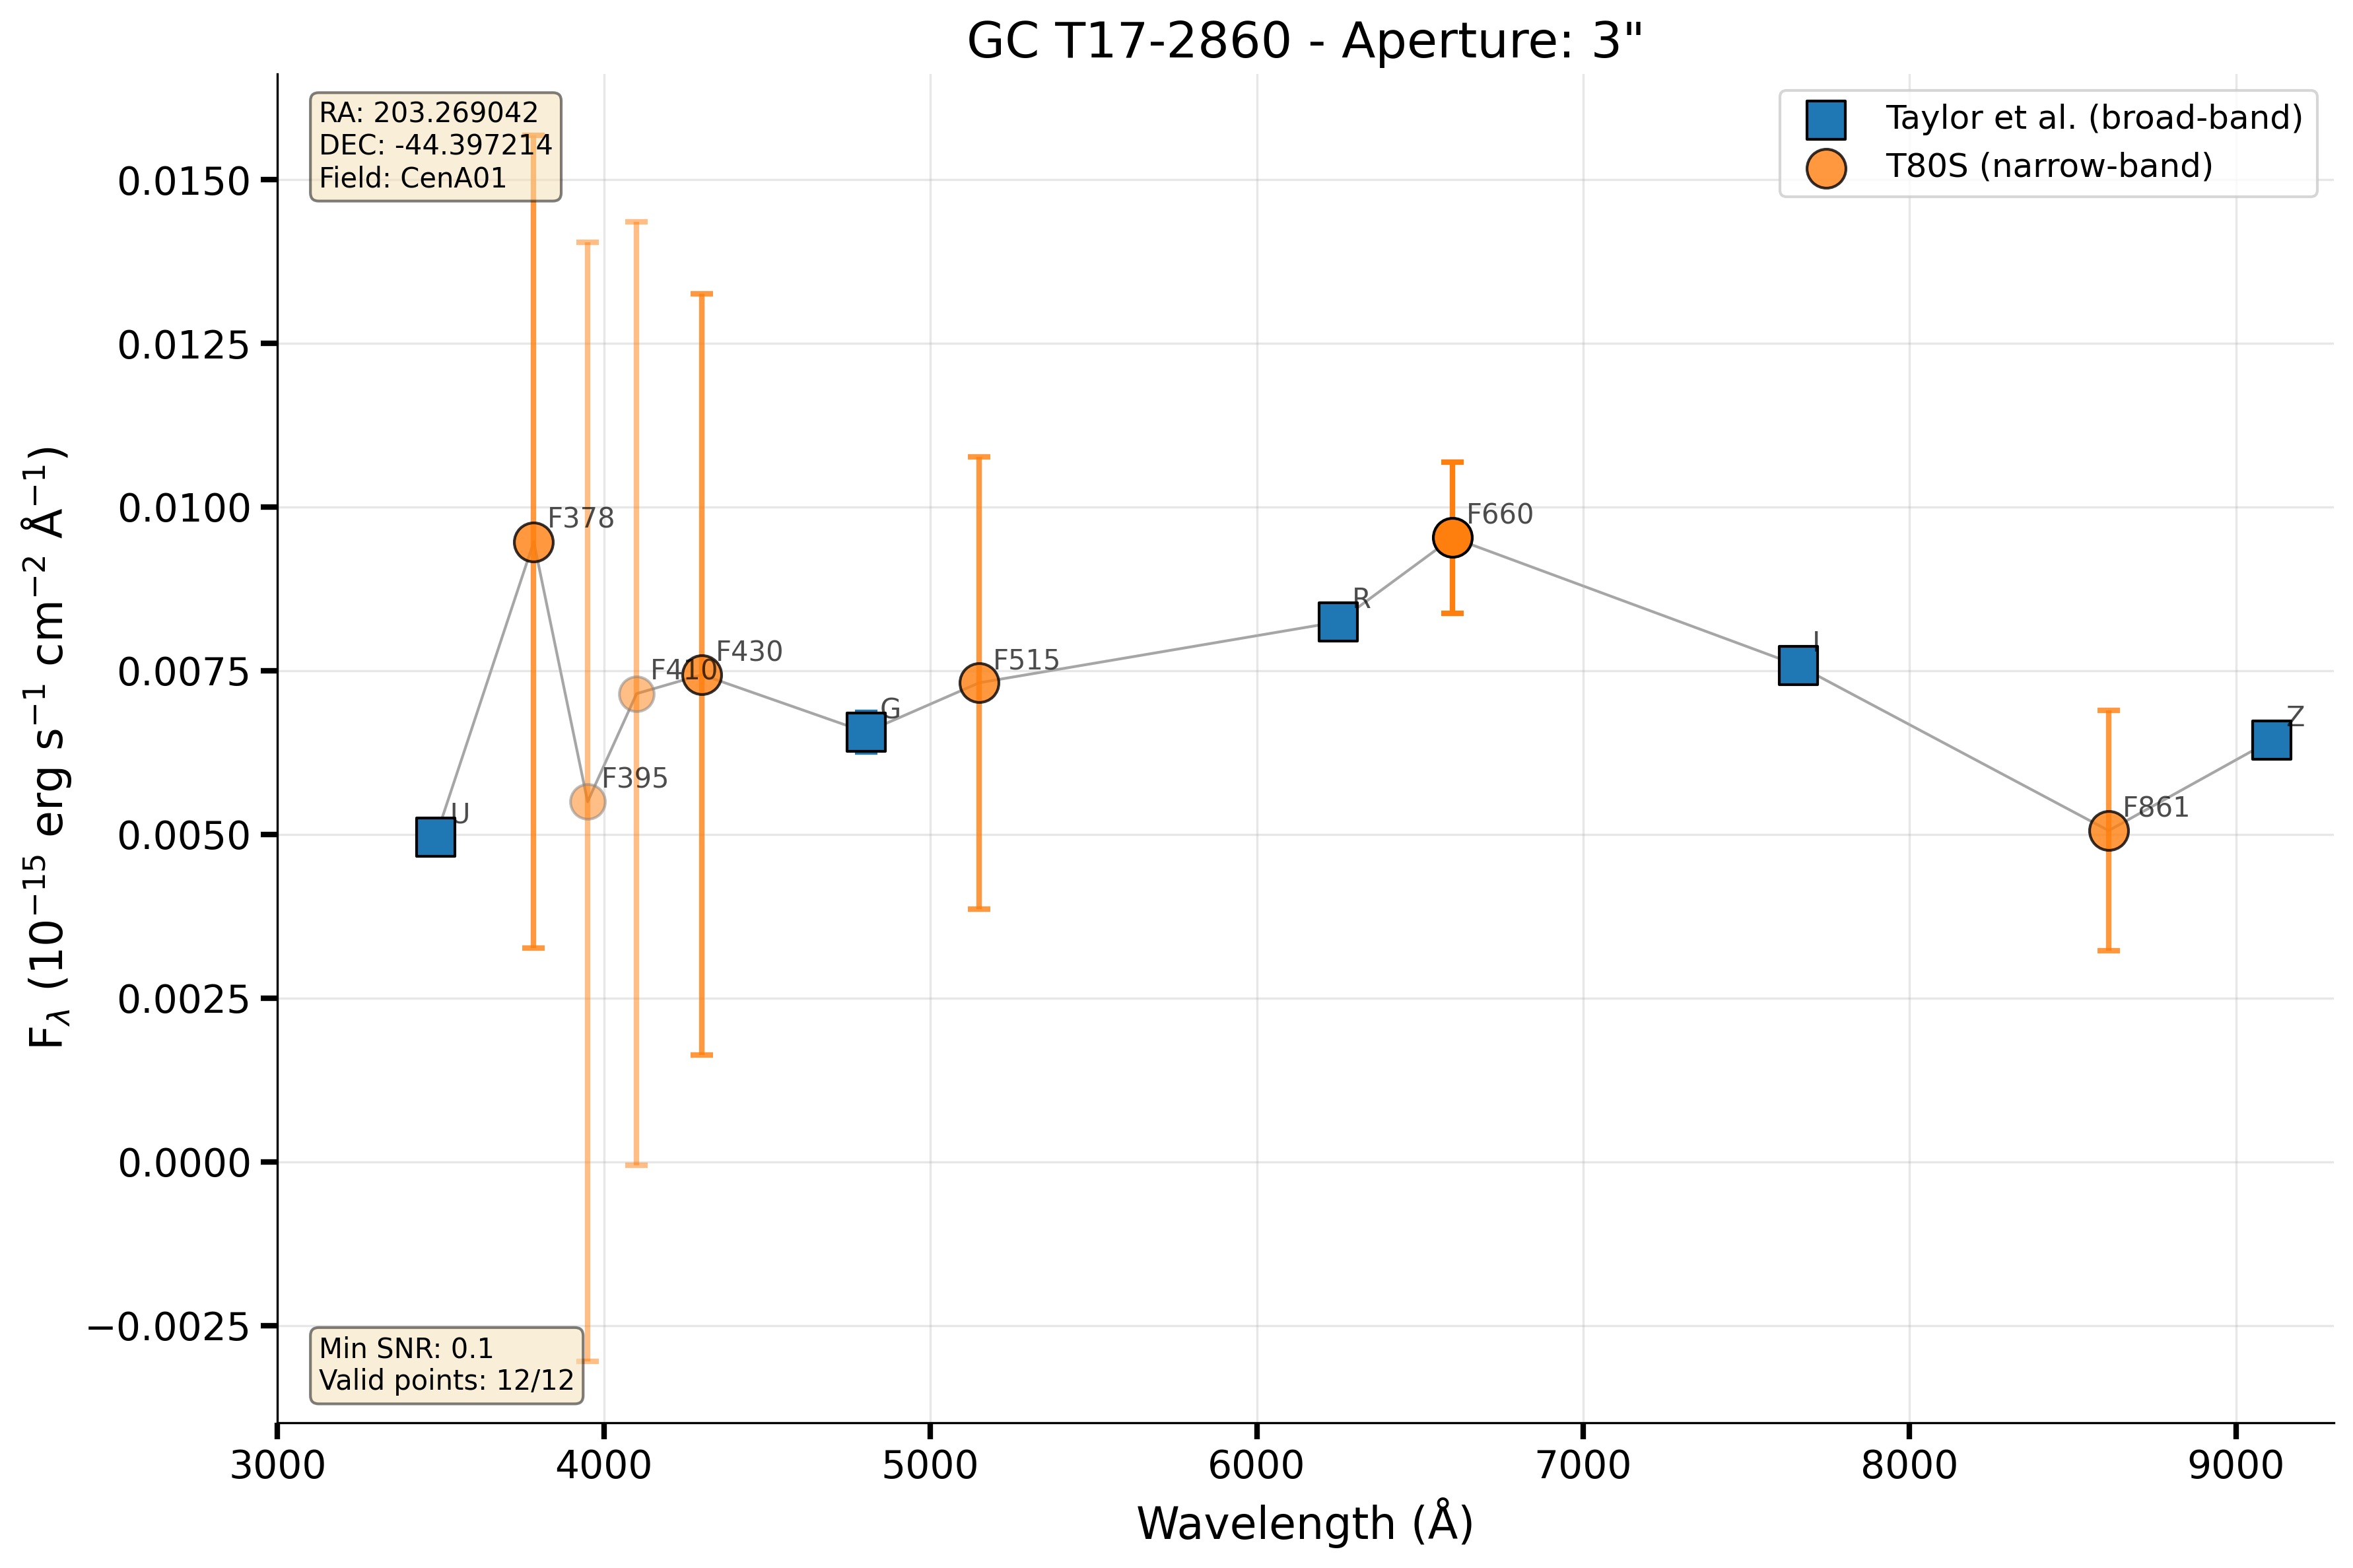 GC T17-2860 - Aperture: 3"
RA: 203.269042
DEC: -44.397214
Field: CenA01
Taylor et al. (broad-band)
T80S (narrow-band)
F_λ (10⁻¹⁵ erg s⁻¹ cm⁻² Å⁻¹)
0.0150
0.0125
0.0100
0.0075
0.0050
0.0025
0.0000
−0.0025
U
F378
F395
F410
F430
G
F515
R
F660
I
F861
Z
Min SNR: 0.1
Valid points: 12/12
3000 4000 5000 6000 7000 8000 9000
Wavelength (Å)